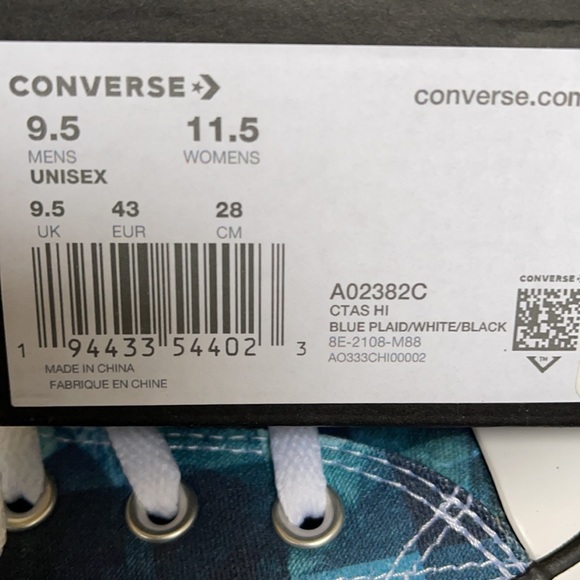 CONVERSE
converse.com
9.5 11.5
MENS WOMENS
UNISEX
9.5 43 28
UK EUR CM
1 94433 54402 3
MADE IN CHINA
FABRIQUE EN CHINE
A02382C
CTAS HI
BLUE PLAID/WHITE/BLACK
8E-2108-M88
AO333CHI00002
CONVERSE
TM